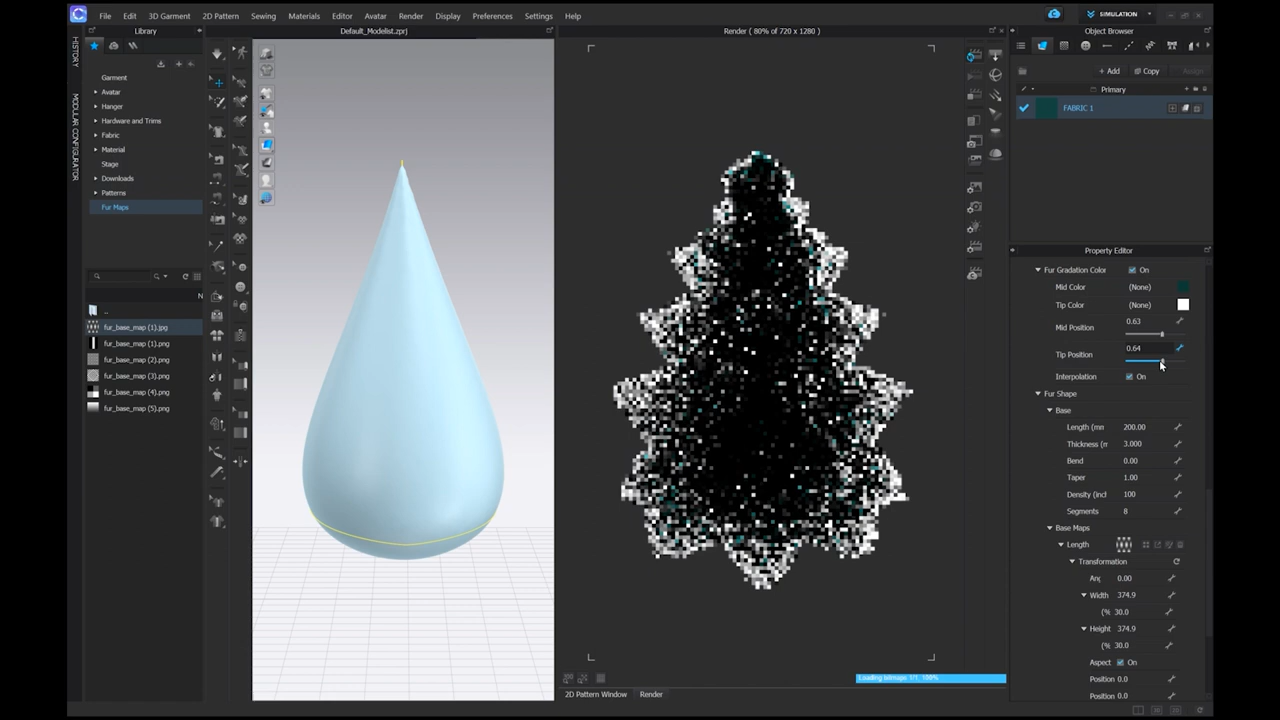 File Edit 3D Garment 2D Pattern Sewing Materials Editor Avatar Render Display Preferences Settings Help
SIMULATION
Library
Default_Modelist.zprj
Render ( 80% of 720 x 1280 )
Object Browser
HISTORY
MODULAR CONFIGURATOR
Garment
Avatar
Hanger
Hardware and Trims
Fabric
Material
Stage
Downloads
Patterns
Fur Maps
N
..
fur_base_map (1).jpg
fur_base_map (1).png
fur_base_map (2).png
fur_base_map (3).png
fur_base_map (4).png
fur_base_map (5).png
+ Add Copy Assign
Primary
FABRIC 1
Property Editor
Fur Gradation Color On
Mid Color (None)
Tip Color (None)
Mid Position 0.63
Tip Position 0.64
Interpolation On
Fur Shape
Base
Length (mm 200.00
Thickness (r 3.000
Bend 0.00
Taper 1.00
Density (incl 100
Segments 8
Base Maps
Length
Transformation
Ang 0.00
Width 374.9
(% 30.0
Height 374.9
(% 30.0
Aspect On
Position 0.0
Position 0.0
Loading bitmaps 1/1, 100%
2D Pattern Window Render